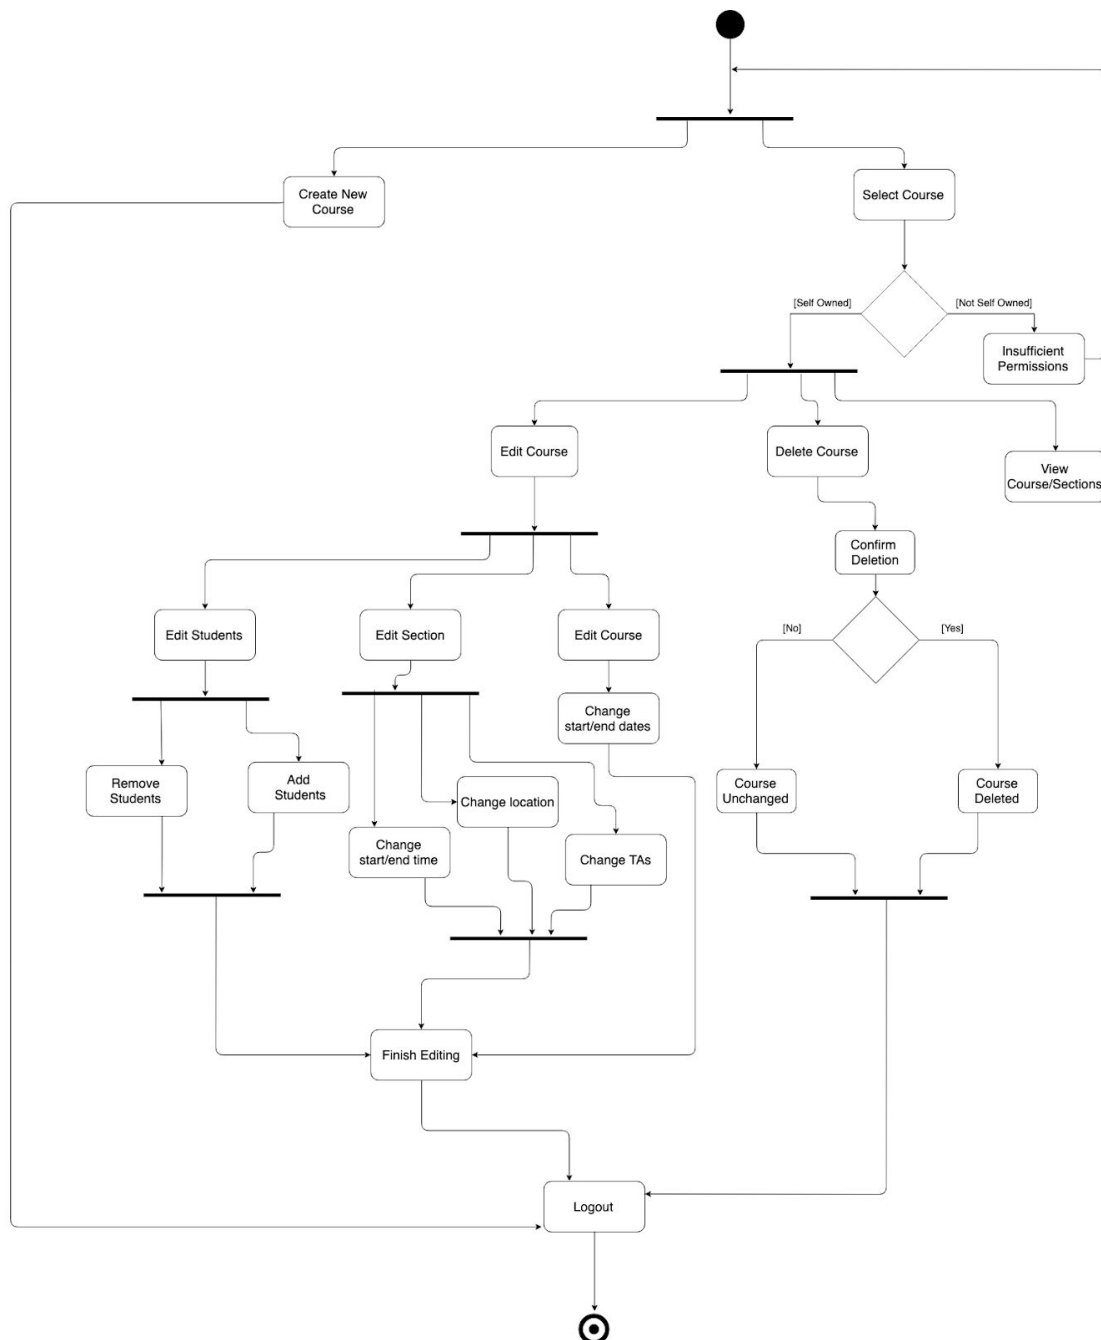 Create New
Course
Select Course
[Self Owned]
[Not Self Owned]
Insufficient
Permissions
Edit Course
Delete Course
View
Course/Sections
Confirm
Deletion
Edit Students
Edit Section
Edit Course
[No]
[Yes]
Change
start/end dates
Remove
Students
Add
Students
Change location
Course
Unchanged
Course
Deleted
Change
start/end time
Change TAs
Finish Editing
Logout